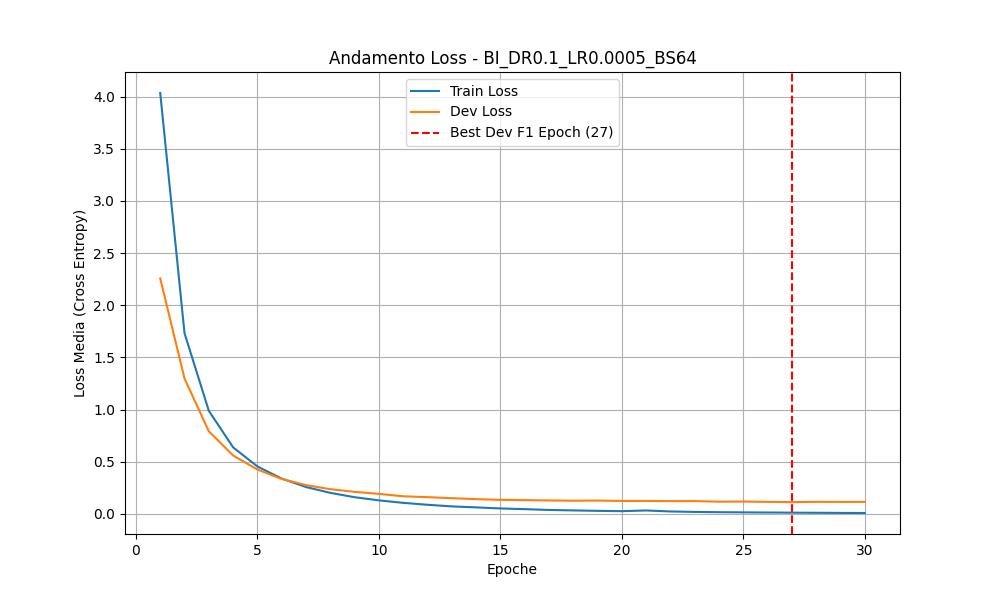 Andamento Loss - BI_DR0.1_LR0.0005_BS64
Train Loss
Dev Loss
Best Dev F1 Epoch (27)
Loss Media (Cross Entropy)
4.0
3.5
3.0
2.5
2.0
1.5
1.0
0.5
0.0
0 5 10 15 20 25 30
Epoche